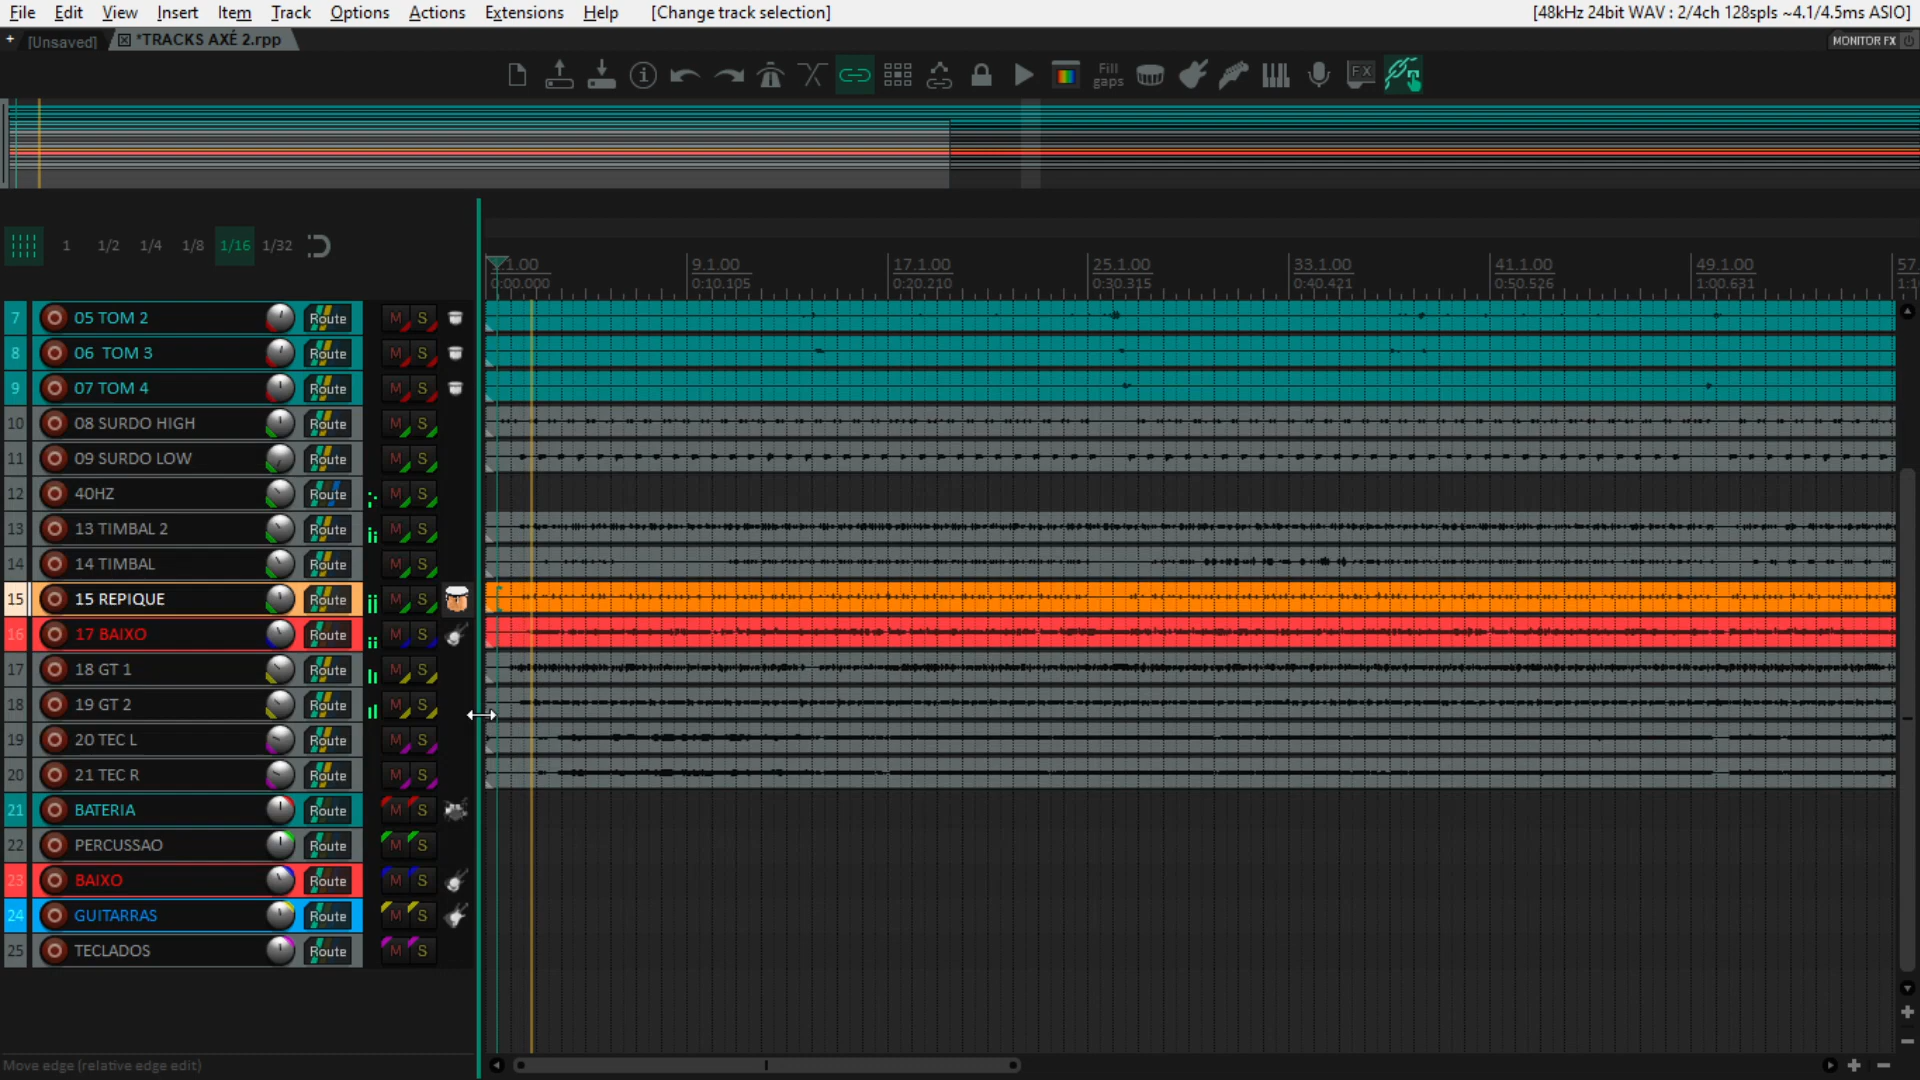 File Edit View Insert Item Track Options Actions Extensions Help [Change track selection] [48kHz 24bit WAV : 2/4ch 128spls ~4.1/4.5ms ASIO]
+ [Unsaved] *TRACKS AXÉ 2.rpp MONITOR FX
Fill gaps FX
1 1/2 1/4 1/8 1/16 1/32
1.1.00 9.1.00 17.1.00 25.1.00 33.1.00 41.1.00 49.1.00 57.
0:00.000 0:10.105 0:20.210 0:30.315 0:40.421 0:50.526 1:00.631 1:1
7 05 TOM 2 Route M S
8 06 TOM 3 Route M S
9 07 TOM 4 Route M S
10 08 SURDO HIGH Route M S
11 09 SURDO LOW Route M S
12 40HZ Route M S
13 13 TIMBAL 2 Route M S
14 14 TIMBAL Route M S
15 15 REPIQUE Route M S
16 17 BAIXO Route M S
17 18 GT 1 Route M S
18 19 GT 2 Route M S
19 20 TEC L Route M S
20 21 TEC R Route M S
21 BATERIA Route M S
22 PERCUSSAO Route M S
23 BAIXO Route M S
24 GUITARRAS Route M S
25 TECLADOS Route M S
Move edge (relative edge edit)